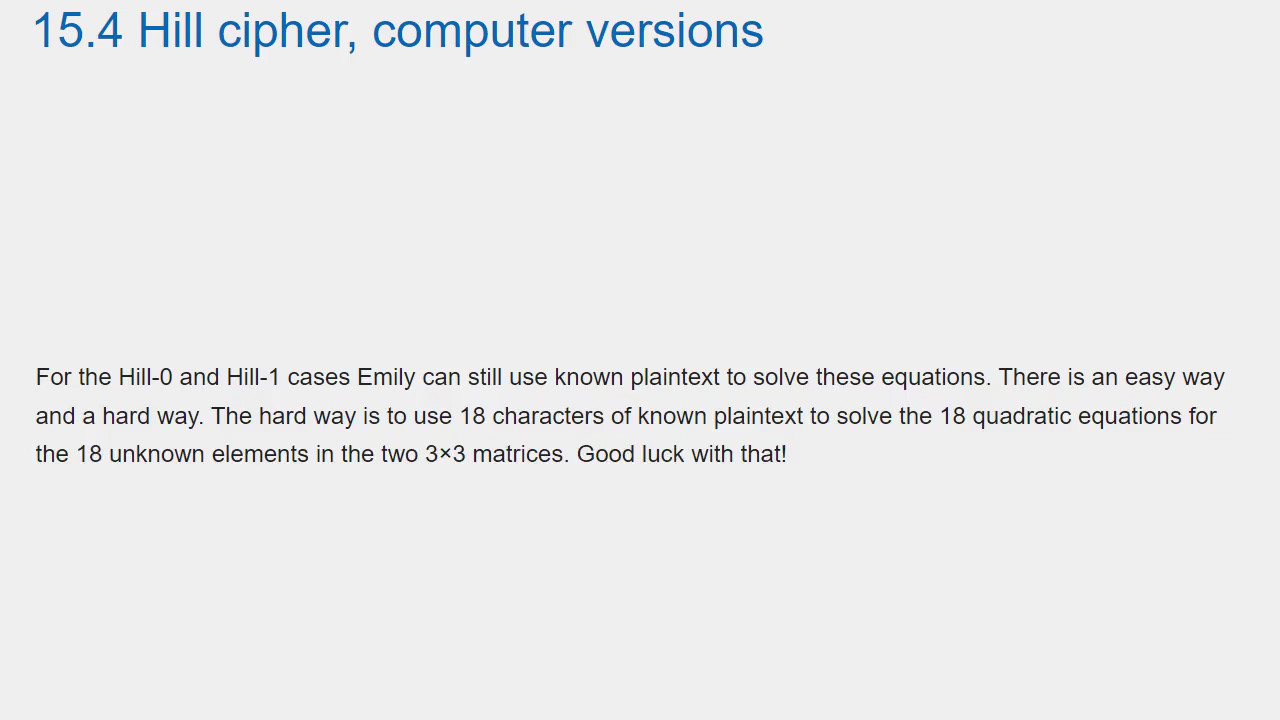 15.4 Hill cipher, computer versions
For the Hill-0 and Hill-1 cases Emily can still use known plaintext to solve these equations. There is an easy way
and a hard way. The hard way is to use 18 characters of known plaintext to solve the 18 quadratic equations for
the 18 unknown elements in the two 3×3 matrices. Good luck with that!